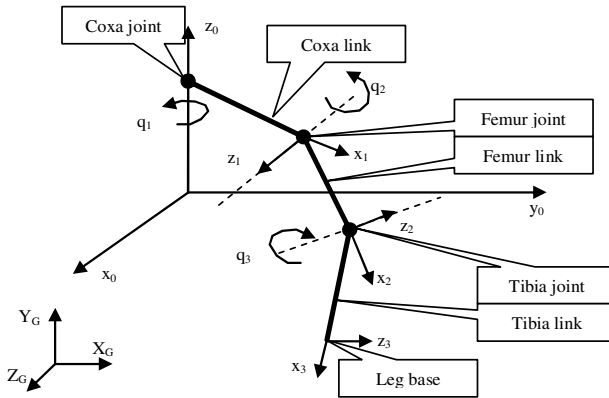 Coxa joint
z0
Coxa link
q2
q1
Femur joint
x1
z1
Femur link
y0
z2
q3
x0
x2
Tibia joint
YG
Tibia link
XG
z3
x3
ZG
Leg base